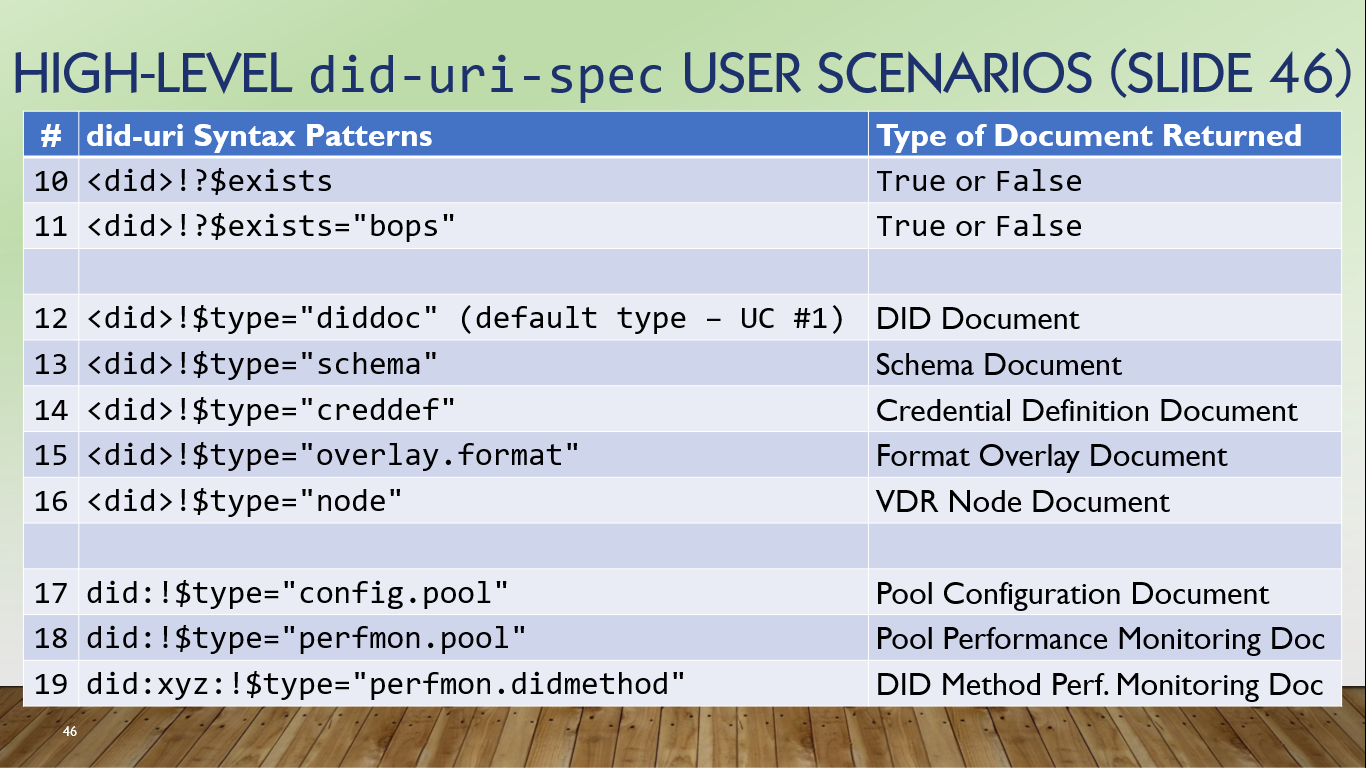 HIGH-LEVEL did-uri-spec USER SCENARIOS (SLIDE 46)
# did-uri Syntax Patterns Type of Document Returned
10 <did>!?$exists True or False
11 <did>!?$exists="bops" True or False
12 <did>!$type="diddoc" (default type – UC #1) DID Document
13 <did>!$type="schema" Schema Document
14 <did>!$type="creddef" Credential Definition Document
15 <did>!$type="overlay.format" Format Overlay Document
16 <did>!$type="node" VDR Node Document
17 did:!$type="config.pool" Pool Configuration Document
18 did:!$type="perfmon.pool" Pool Performance Monitoring Doc
19 did:xyz:!$type="perfmon.didmethod" DID Method Perf. Monitoring Doc
46